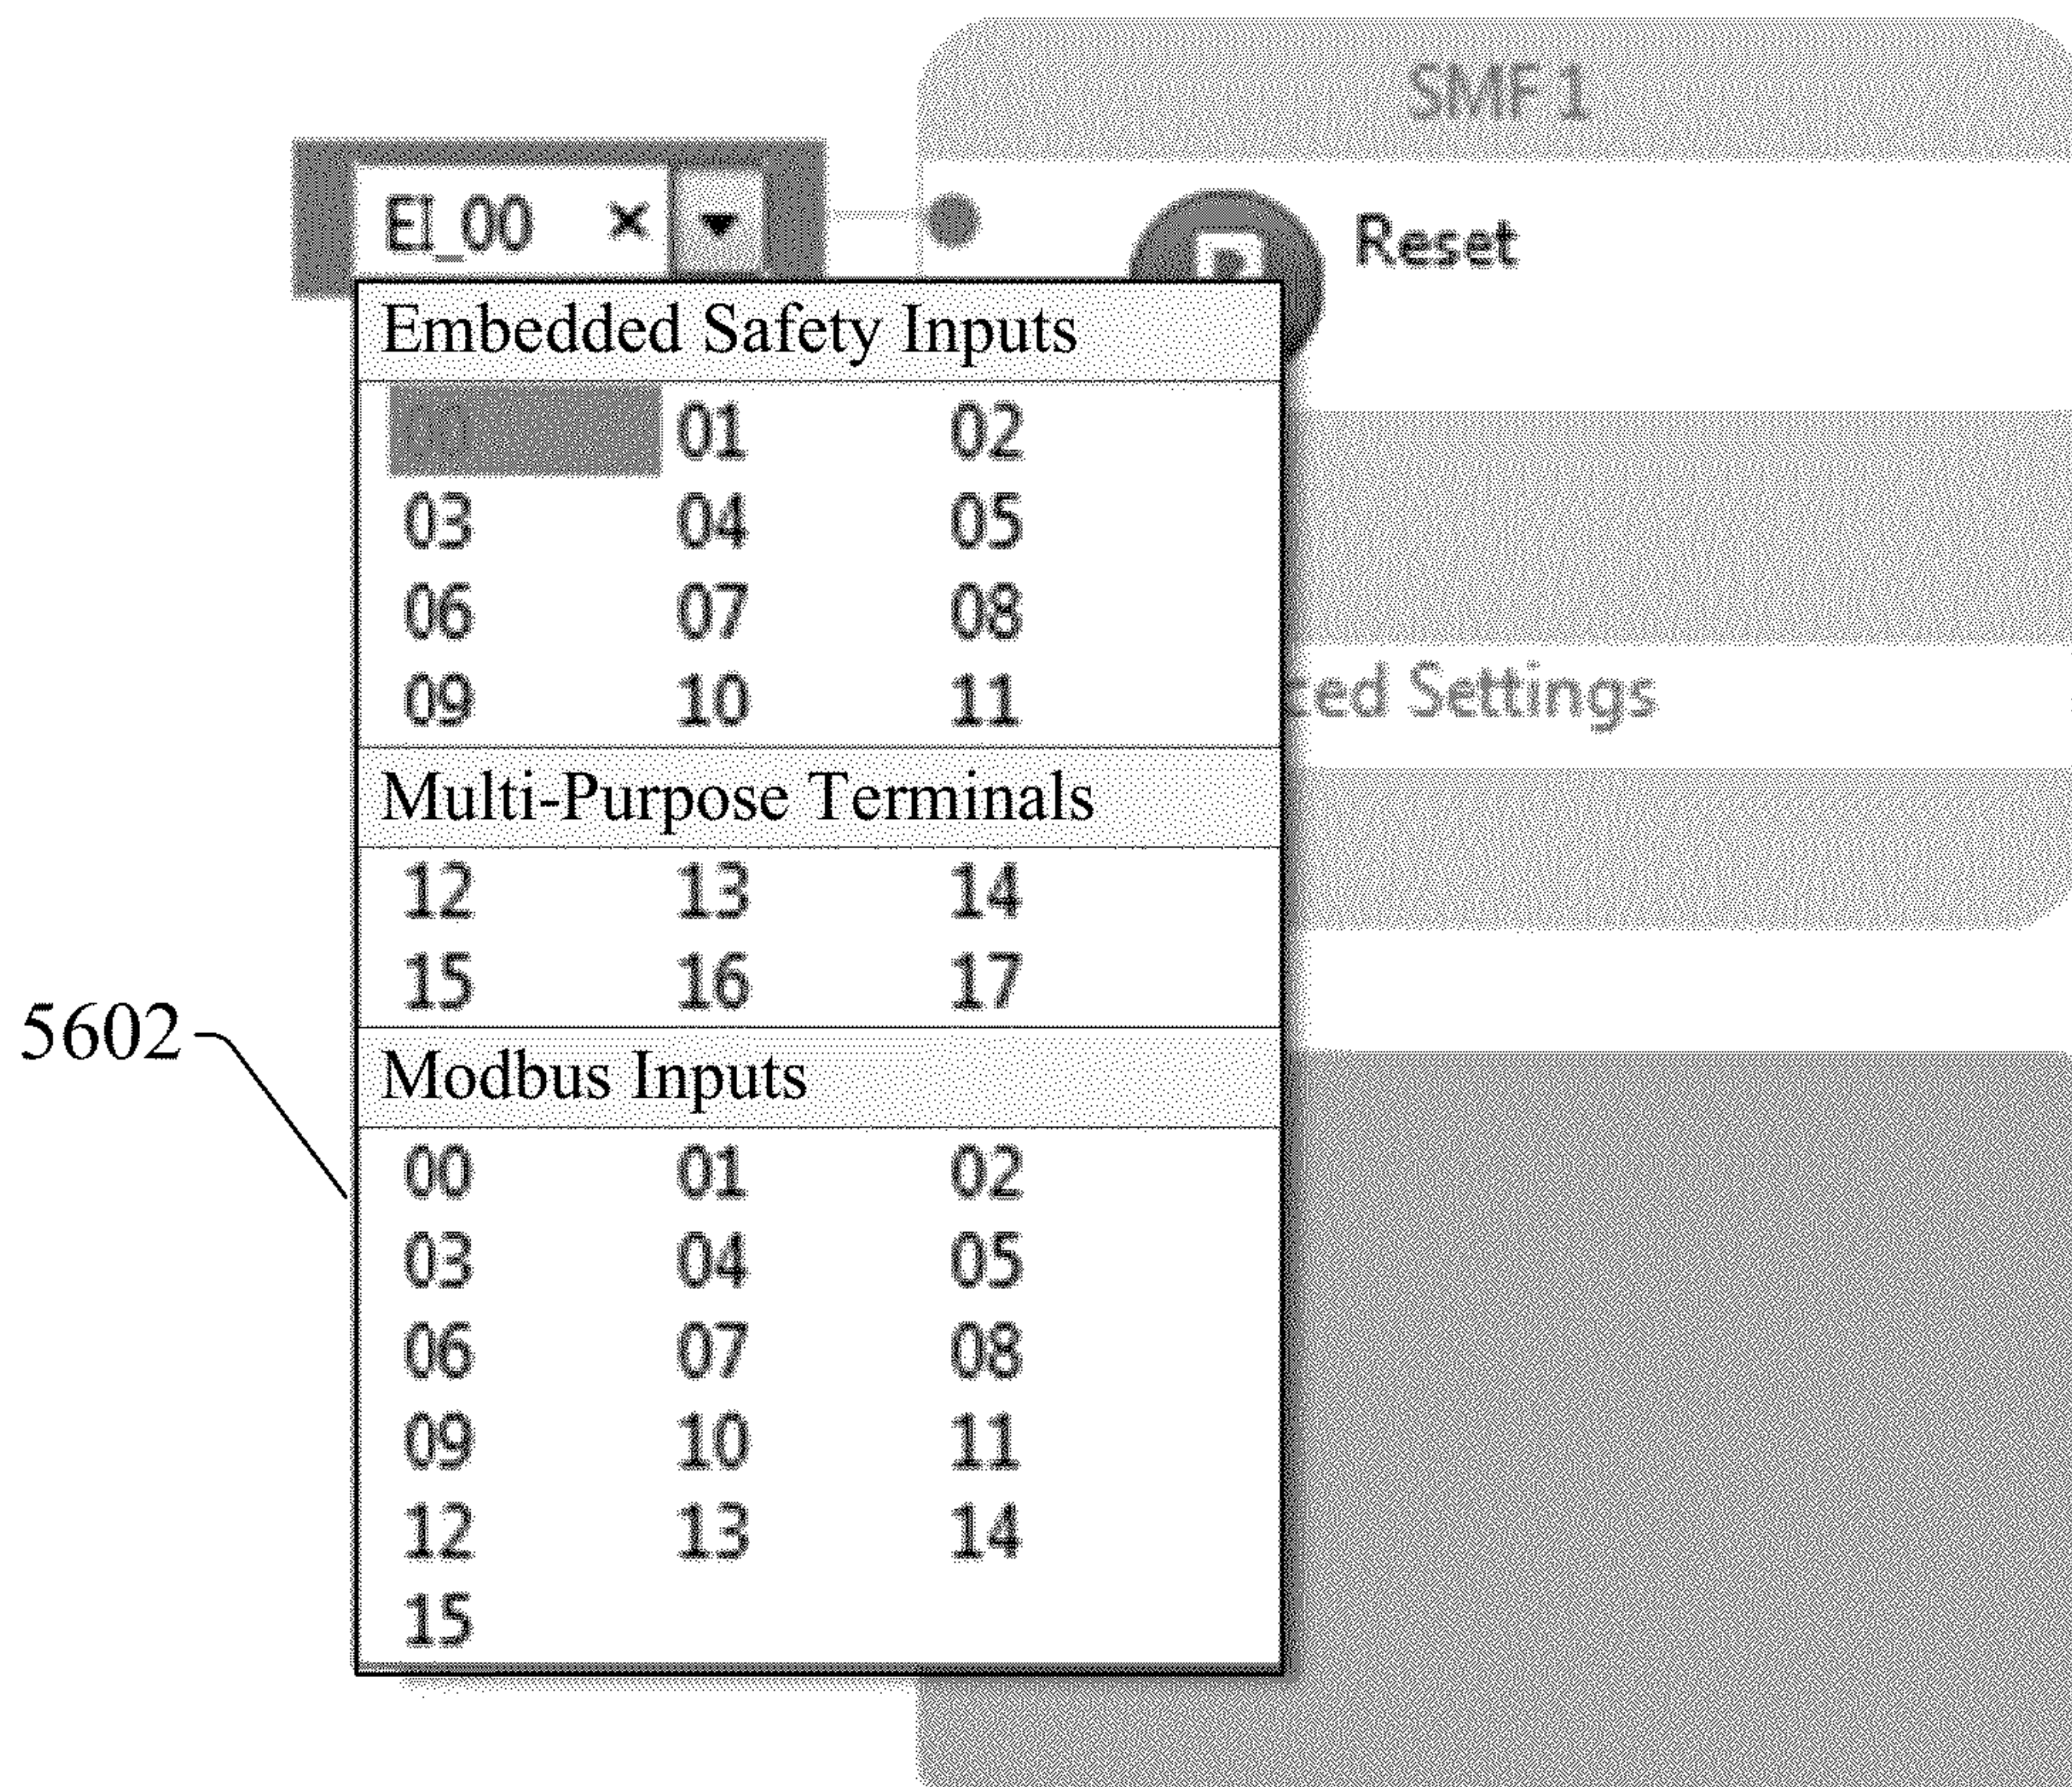 SMF 1
EI_00 × ▼
Reset
Embedded Safety Inputs
01 02
03 04 05
06 07 08
09 10 11
ced Settings
Multi-Purpose Terminals
12 13 14
15 16 17
5602
Modbus Inputs
00 01 02
03 04 05
06 07 08
09 10 11
12 13 14
15